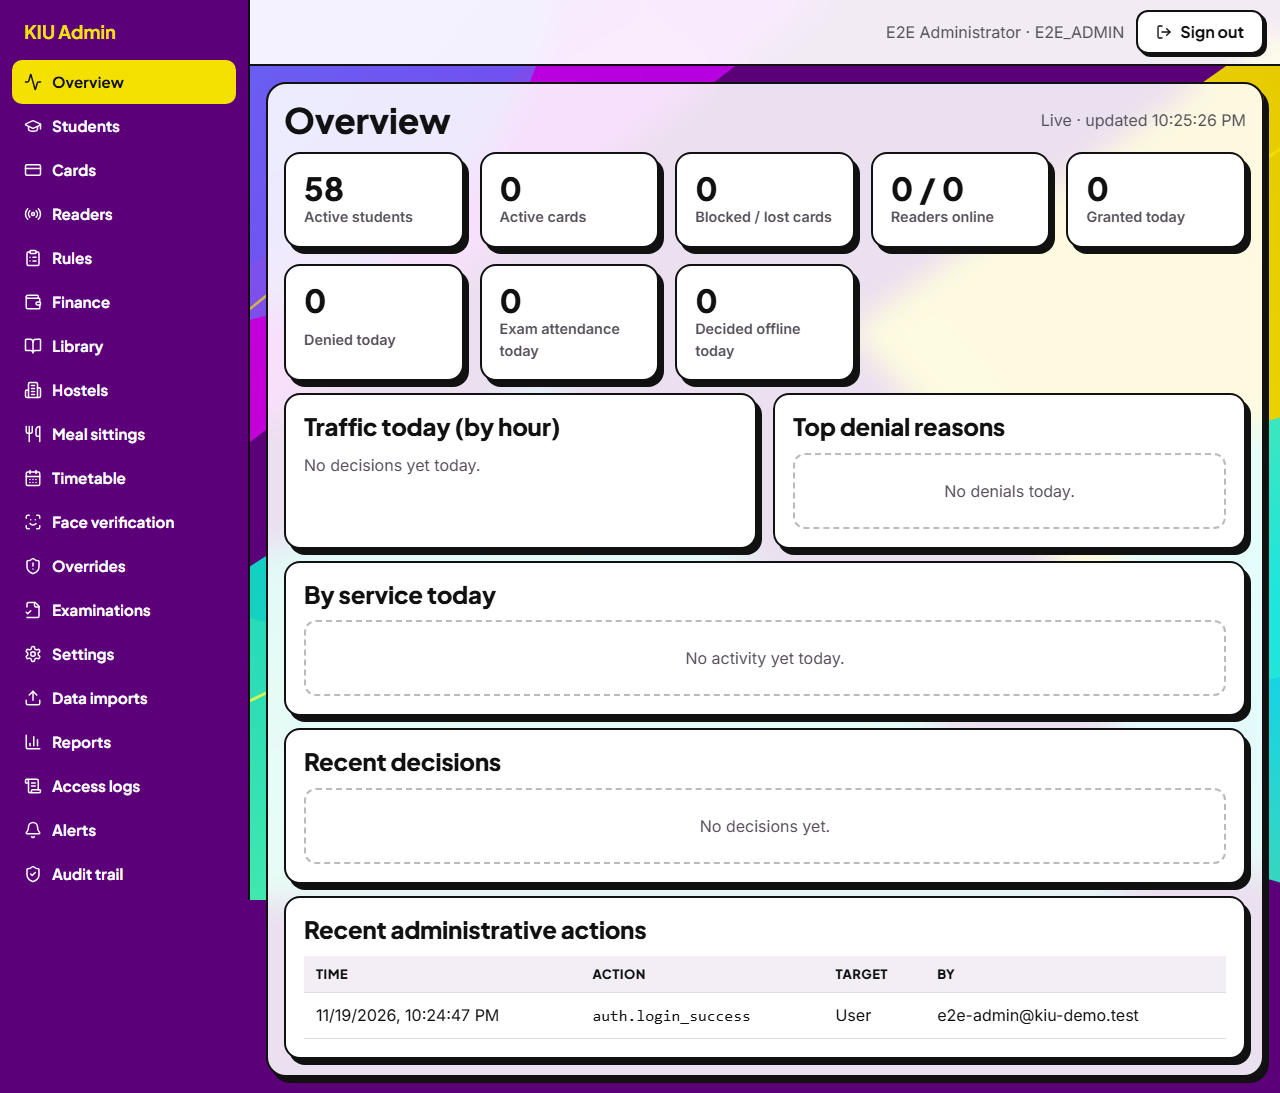 KIU Admin
Overview
Students
Cards
Readers
Rules
Finance
Library
Hostels
Meal sittings
Timetable
Face verification
Overrides
Examinations
Settings
Data imports
Reports
Access logs
Alerts
Audit trail
E2E Administrator · E2E_ADMIN
Sign out
Overview
Live · updated 10:25:26 PM
58
Active students
0
Active cards
0
Blocked / lost cards
0 / 0
Readers online
0
Granted today
0
Denied today
0
Exam attendance
today
0
Decided offline
today
Traffic today (by hour)
No decisions yet today.
Top denial reasons
No denials today.
By service today
No activity yet today.
Recent decisions
No decisions yet.
Recent administrative actions
TIME ACTION TARGET BY
11/19/2026, 10:24:47 PM auth.login_success User e2e-admin@kiu-demo.test